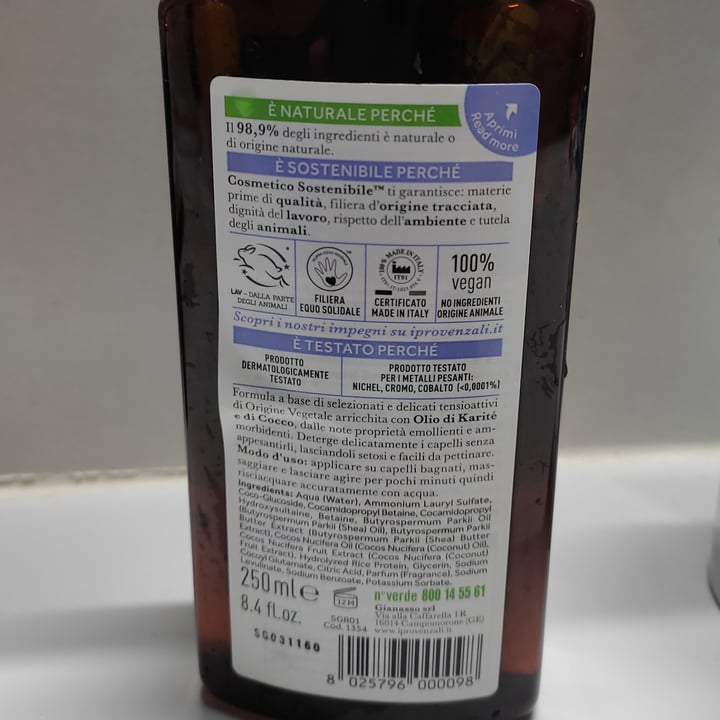 È NATURALE PERCHÉ
Aprimi
Read more
Il 98,9% degli ingredienti è naturale o
di origine naturale.
È SOSTENIBILE PERCHÉ
Cosmetico Sostenibile™ ti garantisce: materie
prime di qualità, filiera d'origine tracciata,
dignità del lavoro, rispetto dell'ambiente e tutela
degli animali.
LAV - DALLA PARTE
DEGLI ANIMALI
FILIERA
EQUO SOLIDALE
100% MADE IN ITALY
IT01
CERTIFICATO
MADE IN ITALY
100%
vegan
NO INGREDIENTI
ORIGINE ANIMALE
Scopri i nostri impegni su iprovenzali.it
È TESTATO PERCHÉ
PRODOTTO
DERMATOLOGICAMENTE
TESTATO
PRODOTTO TESTATO
PER I METALLI PESANTI:
NICHEL, CROMO, COBALTO (<0,0001%)
Formula a base di selezionati e delicati tensioattivi
di Origine Vegetale arricchita con Olio di Karité
e di Cocco, dalle note proprietà emollienti e am-
morbidenti. Deterge delicatamente i capelli senza
appesantirli, lasciandoli setosi e facili da pettinare.
Modo d'uso: applicare su capelli bagnati, mas-
saggiare e lasciare agire per pochi minuti quindi
risciacquare accuratamente con acqua.
Ingredients: Aqua (Water), Ammonium Lauryl Sulfate,
Coco-Glucoside, Cocamidopropyl Betaine, Cocamidopropyl
Hydroxysultaine, Betaine, Butyrospermum Parkii Oil
(Butyrospermum Parkii (Shea) Oil), Butyrospermum Parkii
Butter Extract (Butyrospermum Parkii (Shea) Butter
Extract), Cocos Nucifera Oil (Cocos Nucifera (Coconut) Oil),
Cocos Nucifera Fruit Extract (Cocos Nucifera (Coconut)
Fruit Extract), Hydrolyzed Rice Protein, Glycerin, Sodium
Cocoyl Glutamate, Citric Acid, Parfum (Fragrance), Sodium
Levulinate, Sodium Benzoate, Potassium Sorbate.
250 ml ℮
8.4 fl.oz.
12M
n°verde 800 14 55 61
SGR01
Cod. 1354
Gianasso srl
Via alla Caffarella 1R
16014 Campomorone (GE)
www.iprovenzali.it
SG031160
8 025796 000098